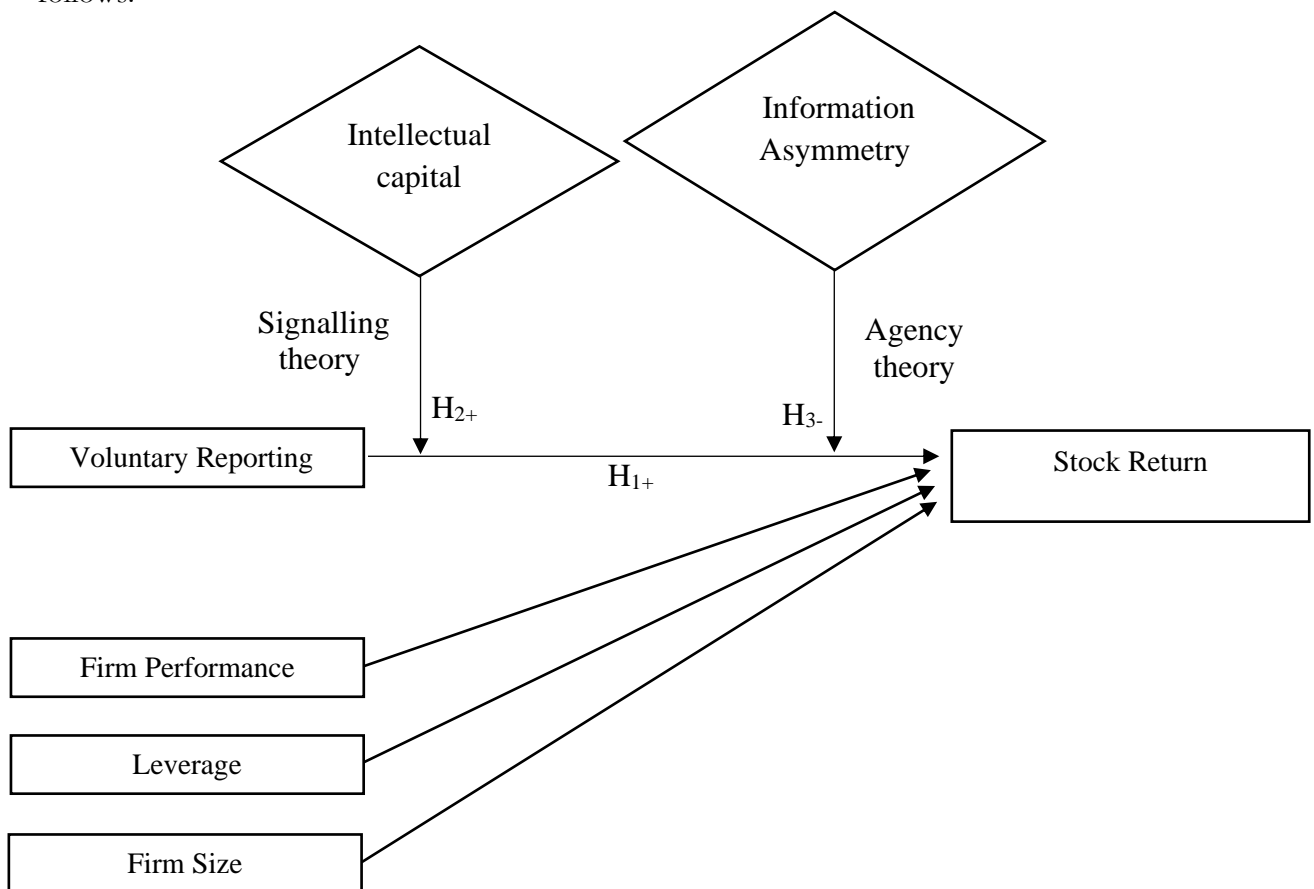 follows:
Intellectual
capital
Information
Asymmetry
Signalling
theory
Agency
theory
H2+
H3-
Voluntary Reporting
H1+
Stock Return
Firm Performance
Leverage
Firm Size